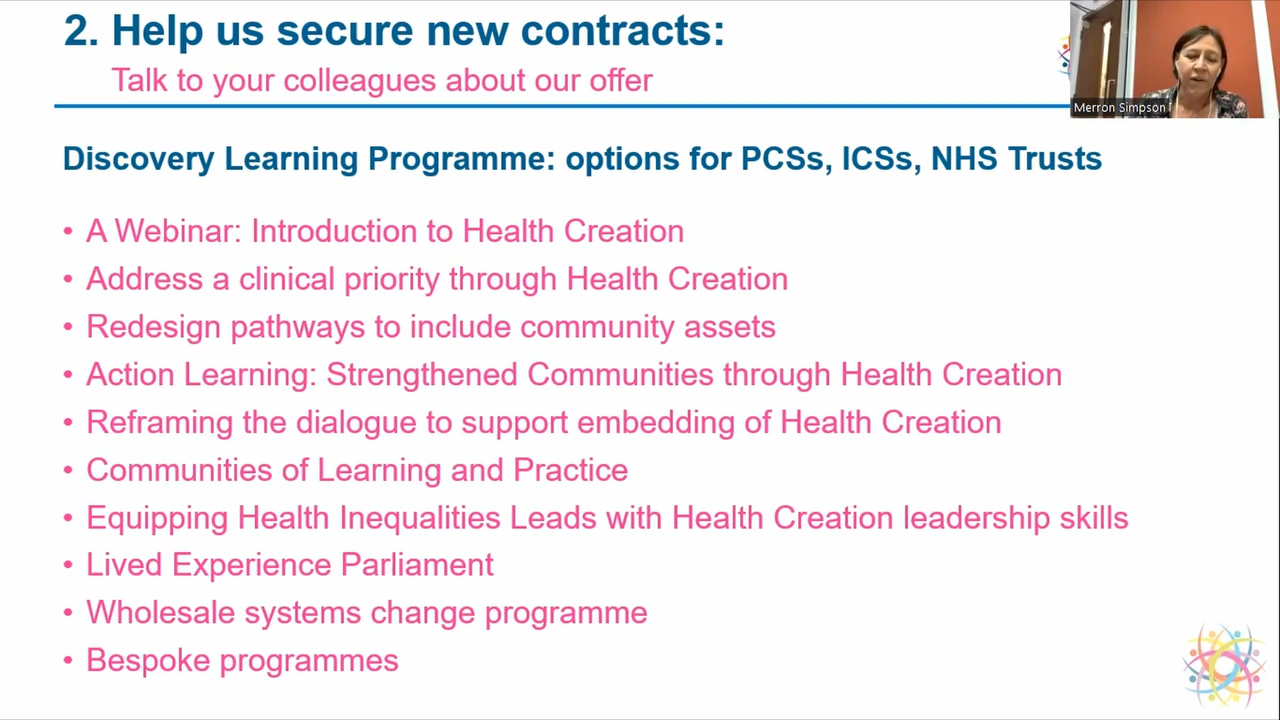 2. Help us secure new contracts:
Talk to your colleagues about our offer
Merron Simpson
Discovery Learning Programme: options for PCSs, ICSs, NHS Trusts
• A Webinar: Introduction to Health Creation
• Address a clinical priority through Health Creation
• Redesign pathways to include community assets
• Action Learning: Strengthened Communities through Health Creation
• Reframing the dialogue to support embedding of Health Creation
• Communities of Learning and Practice
• Equipping Health Inequalities Leads with Health Creation leadership skills
• Lived Experience Parliament
• Wholesale systems change programme
• Bespoke programmes